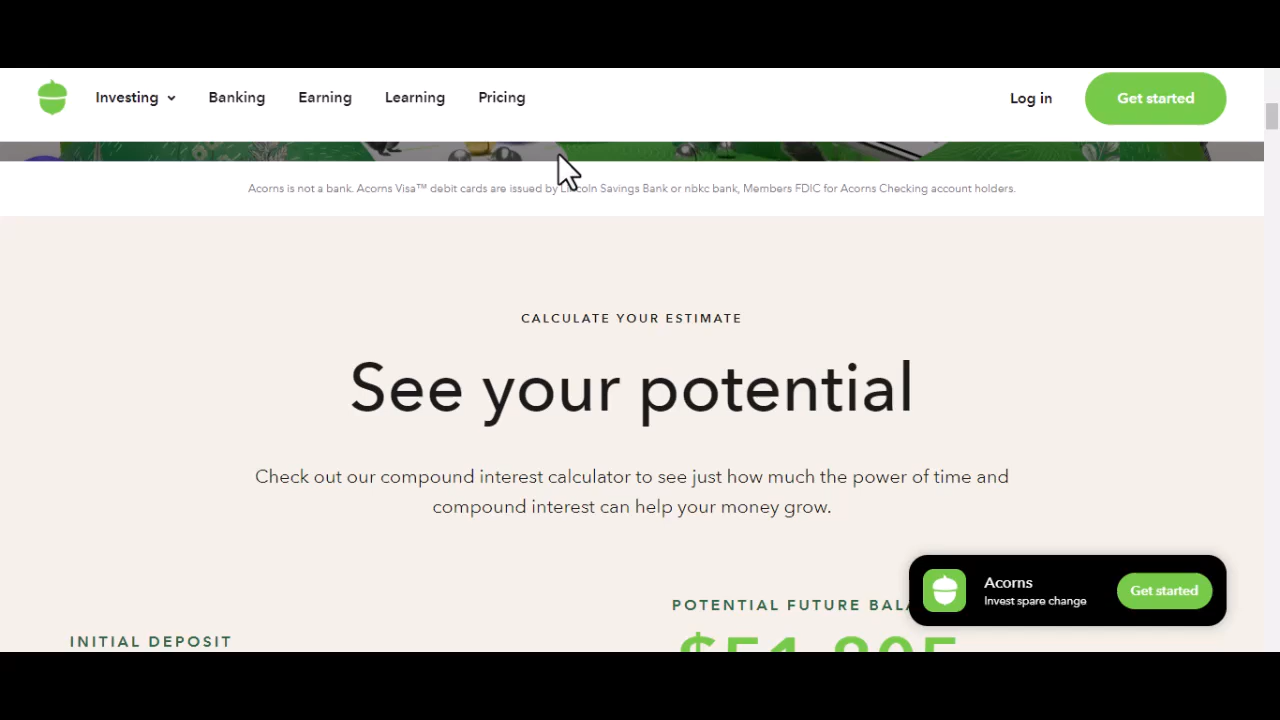 Investing Banking Earning Learning Pricing Log in Get started
Acorns is not a bank. Acorns Visa™ debit cards are issued by Lincoln Savings Bank or nbkc bank, Members FDIC for Acorns Checking account holders.
CALCULATE YOUR ESTIMATE
See your potential
Check out our compound interest calculator to see just how much the power of time and
compound interest can help your money grow.
Acorns
Invest spare change
Get started
POTENTIAL FUTURE
INITIAL DEPOSIT